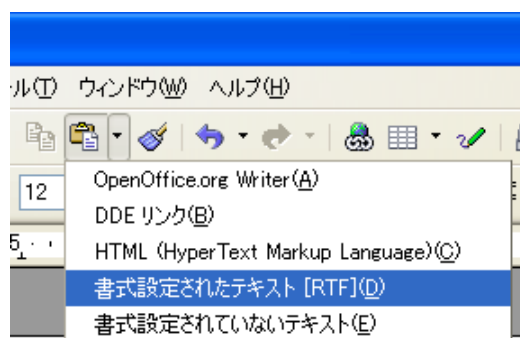 ール(T) ウィンドウ(W) ヘルプ(H)
12
OpenOffice.org Writer(A)
DDE リンク(B)
5
HTML (HyperText Markup Language)(C)
書式設定されたテキスト [RTF](D)
書式設定されていないテキスト(E)